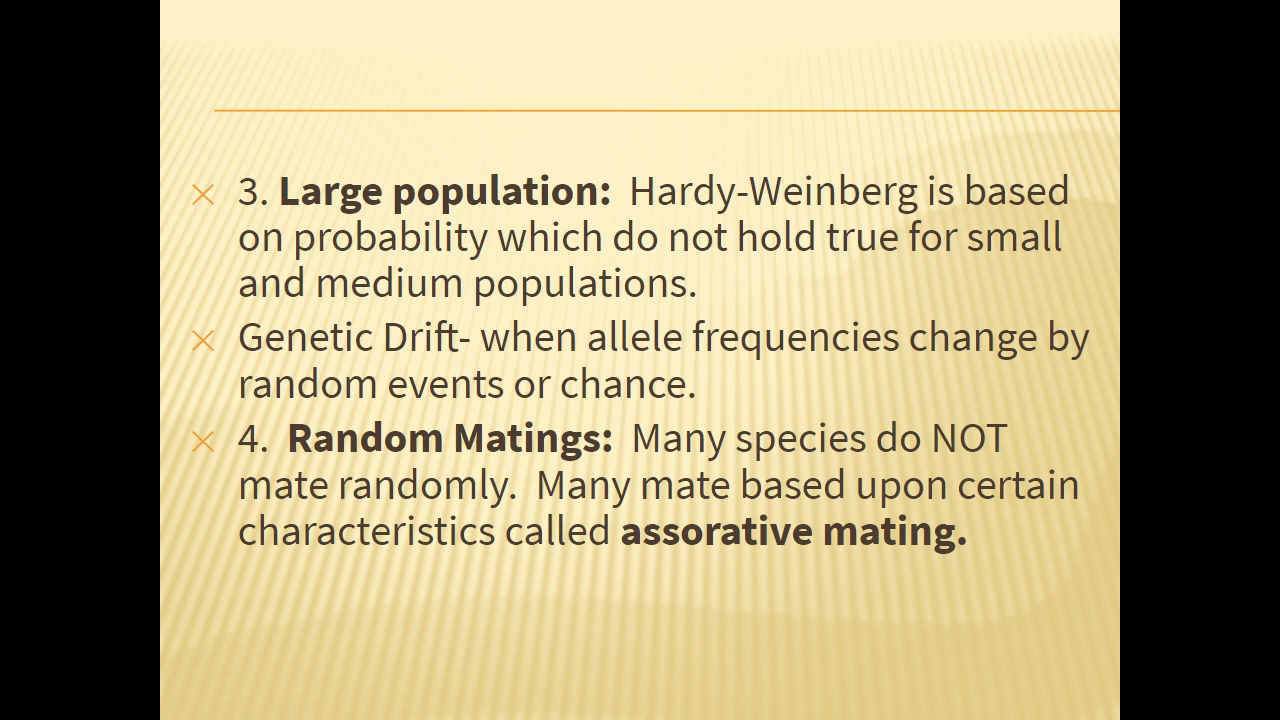 3. Large population:  Hardy-Weinberg is based
on probability which do not hold true for small
and medium populations.
Genetic Drift- when allele frequencies change by
random events or chance.
4.  Random Matings:  Many species do NOT
mate randomly.  Many mate based upon certain
characteristics called assorative mating.